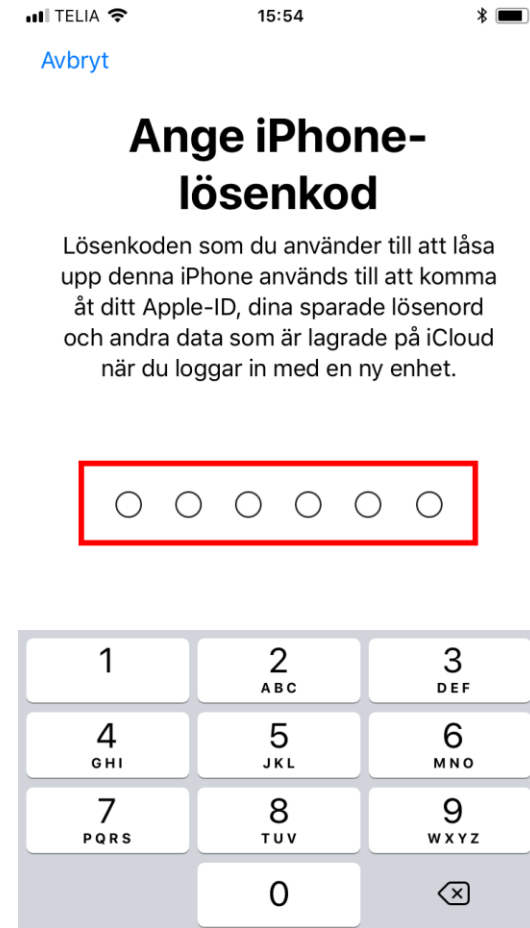 TELIA 15:54
Avbryt
Ange iPhone-
lösenkod
Lösenkoden som du använder till att låsa
upp denna iPhone används till att komma
åt ditt Apple-ID, dina sparade lösenord
och andra data som är lagrade på iCloud
när du loggar in med en ny enhet.
1 2 3
ABC DEF
4 5 6
GHI JKL MNO
7 8 9
PQRS TUV WXYZ
0